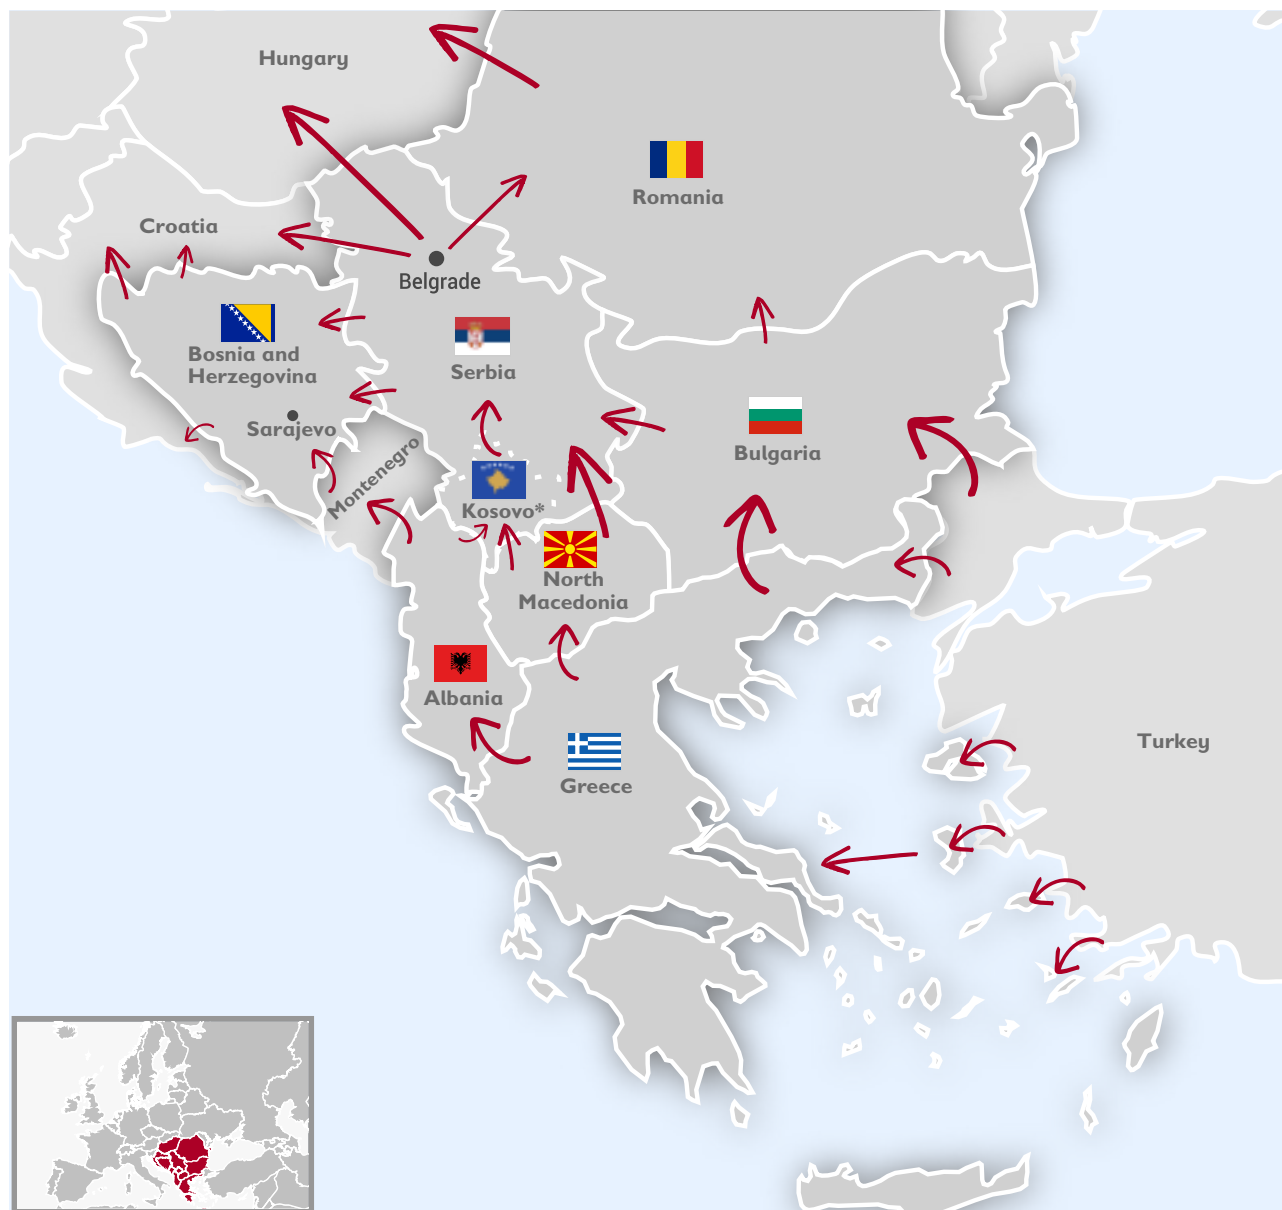 Hungary
Romania
Croatia
Belgrade
Bosnia and
Herzegovina
Serbia
Sarajevo
Bulgaria
Montenegro
Kosovo*
North
Macedonia
Albania
Turkey
Greece